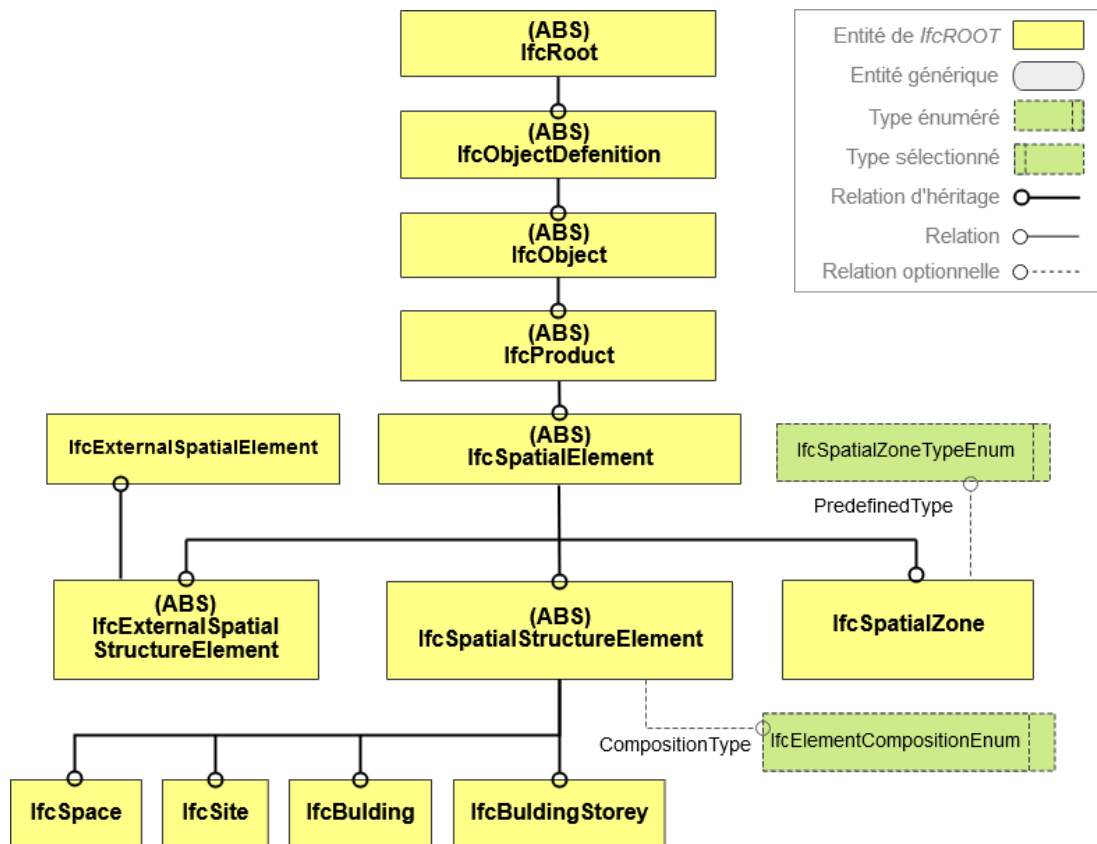 (ABS)
IfcRoot
(ABS)
IfcObjectDefenition
(ABS)
IfcObject
(ABS)
IfcProduct
Entité de IfcROOT
Entité générique
Type énuméré
Type sélectionné
Relation d'héritage
Relation
Relation optionnelle
IfcExternalSpatialElement
(ABS)
IfcSpatialElement
IfcSpatialZoneTypeEnum
PredefinedType
(ABS)
IfcExternalSpatial
StructureElement
(ABS)
IfcSpatialStructureElement
IfcSpatialZone
CompositionType
IfcElementCompositionEnum
IfcSpace
IfcSite
IfcBulding
IfcBuldingStorey